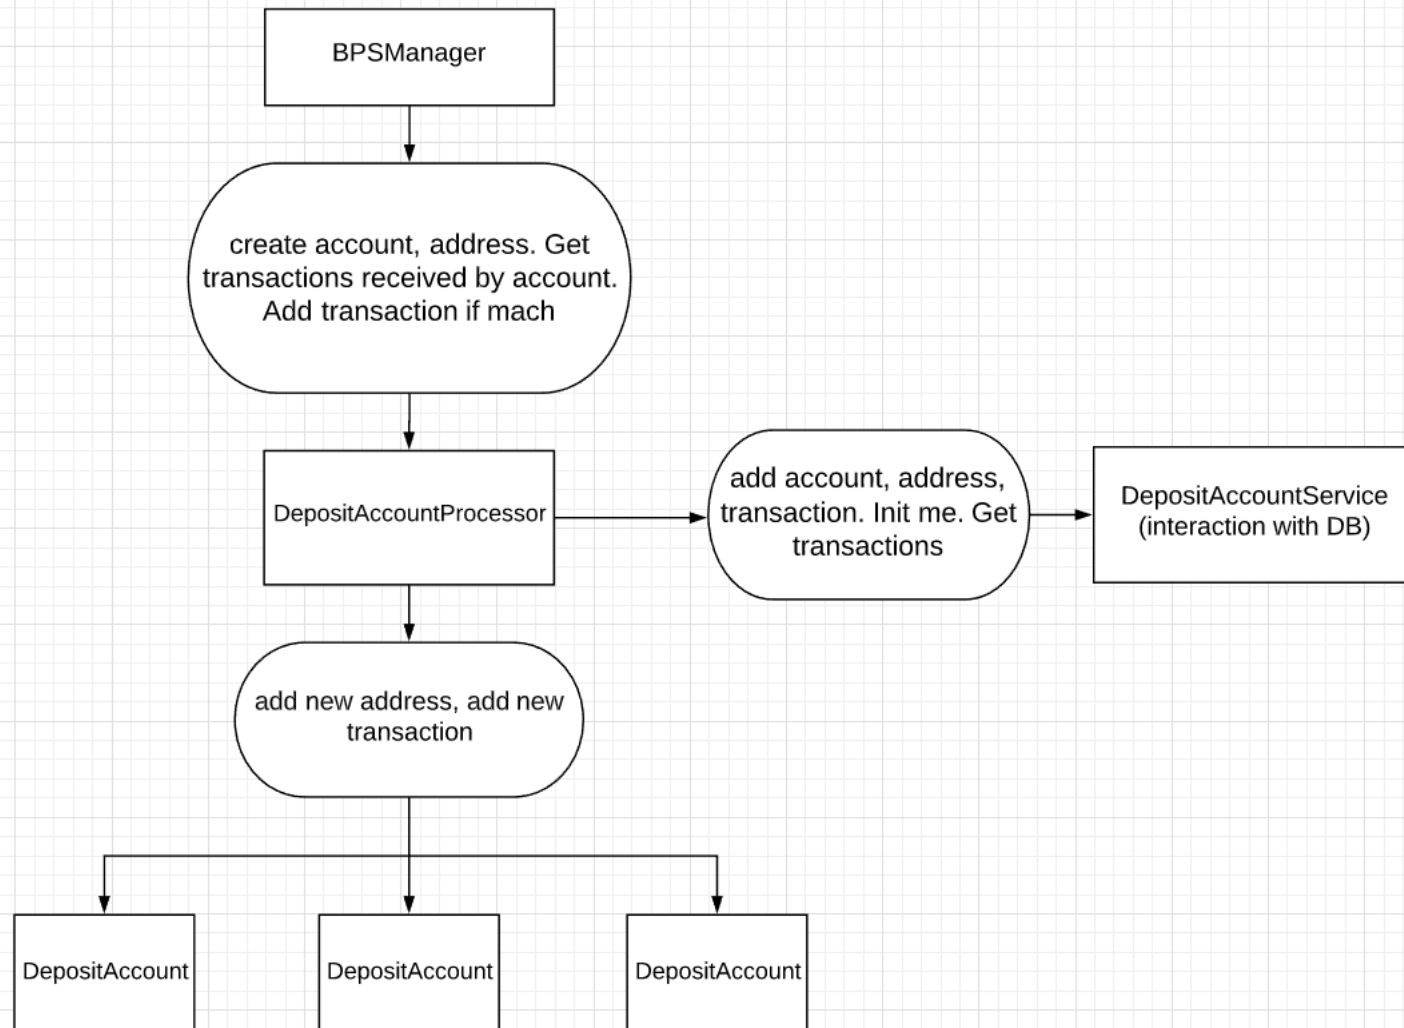 BPSManager
create account, address. Get
transactions received by account.
Add transaction if mach
DepositAccountProcessor
add account, address,
transaction. Init me. Get
transactions
DepositAccountService
(interaction with DB)
add new address, add new
transaction
DepositAccount
DepositAccount
DepositAccount